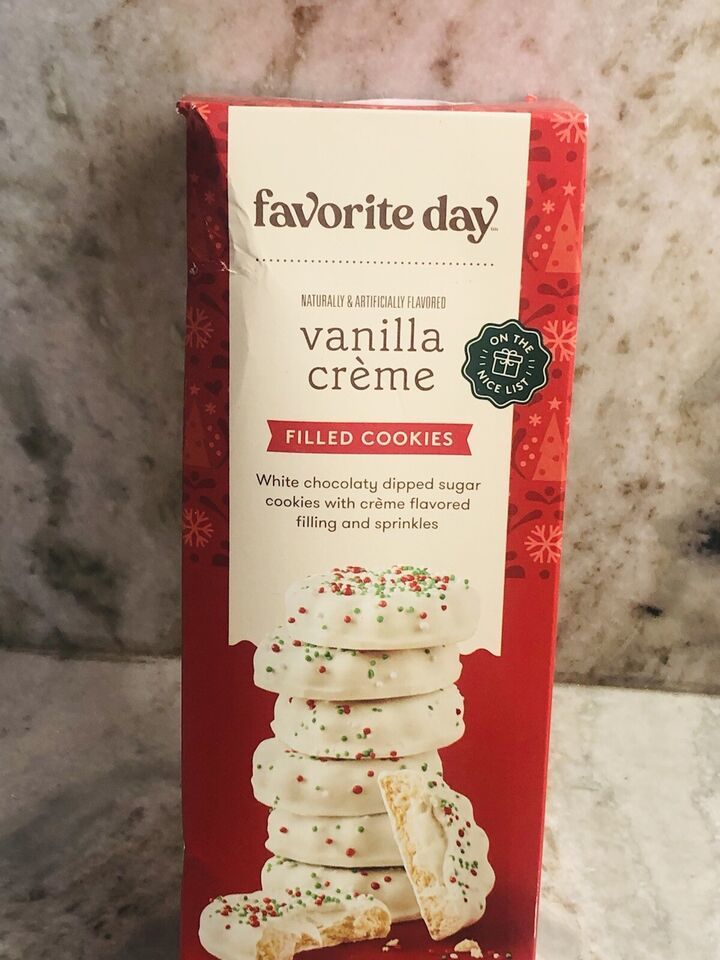 favorite day
NATURALLY & ARTIFICIALLY FLAVORED
vanilla
crème
ON THE
NICE LIST
FILLED COOKIES
White chocolaty dipped sugar
cookies with crème flavored
filling and sprinkles